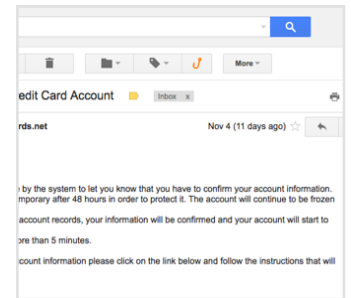 More
edit Card Account Inbox x
rds.net Nov 4 (11 days ago)
by the system to let you know that you have to confirm your account information.
mporary after 48 hours in order to protect it. The account will continue to be frozen
account records, your information will be confirmed and your account will start to
ore than 5 minutes.
count information please click on the link below and follow the instructions that will